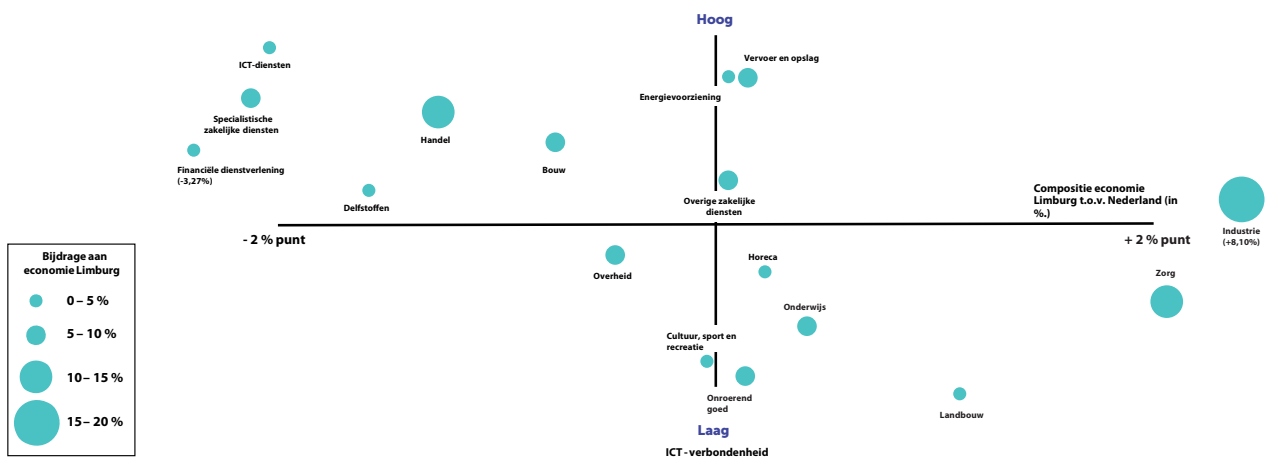 Hoog
ICT-diensten
Vervoer en opslag
Energievoorziening
Specialistische
zakelijke diensten
Handel
Financiële dienstverlening
(-3,27%)
Bouw
Delfstoffen
Overige zakelijke
diensten
Compositie economie
Limburg t.o.v. Nederland (in
%.)
Industrie
(+8,10%)
- 2 % punt
+ 2 % punt
Overheid
Horeca
Zorg
Onderwijs
Cultuur, sport en
recreatie
Onroerend
goed
Landbouw
Laag
ICT - verbondenheid
Bijdrage aan
economie Limburg
0 – 5 %
5 – 10 %
10 – 15 %
15 – 20 %